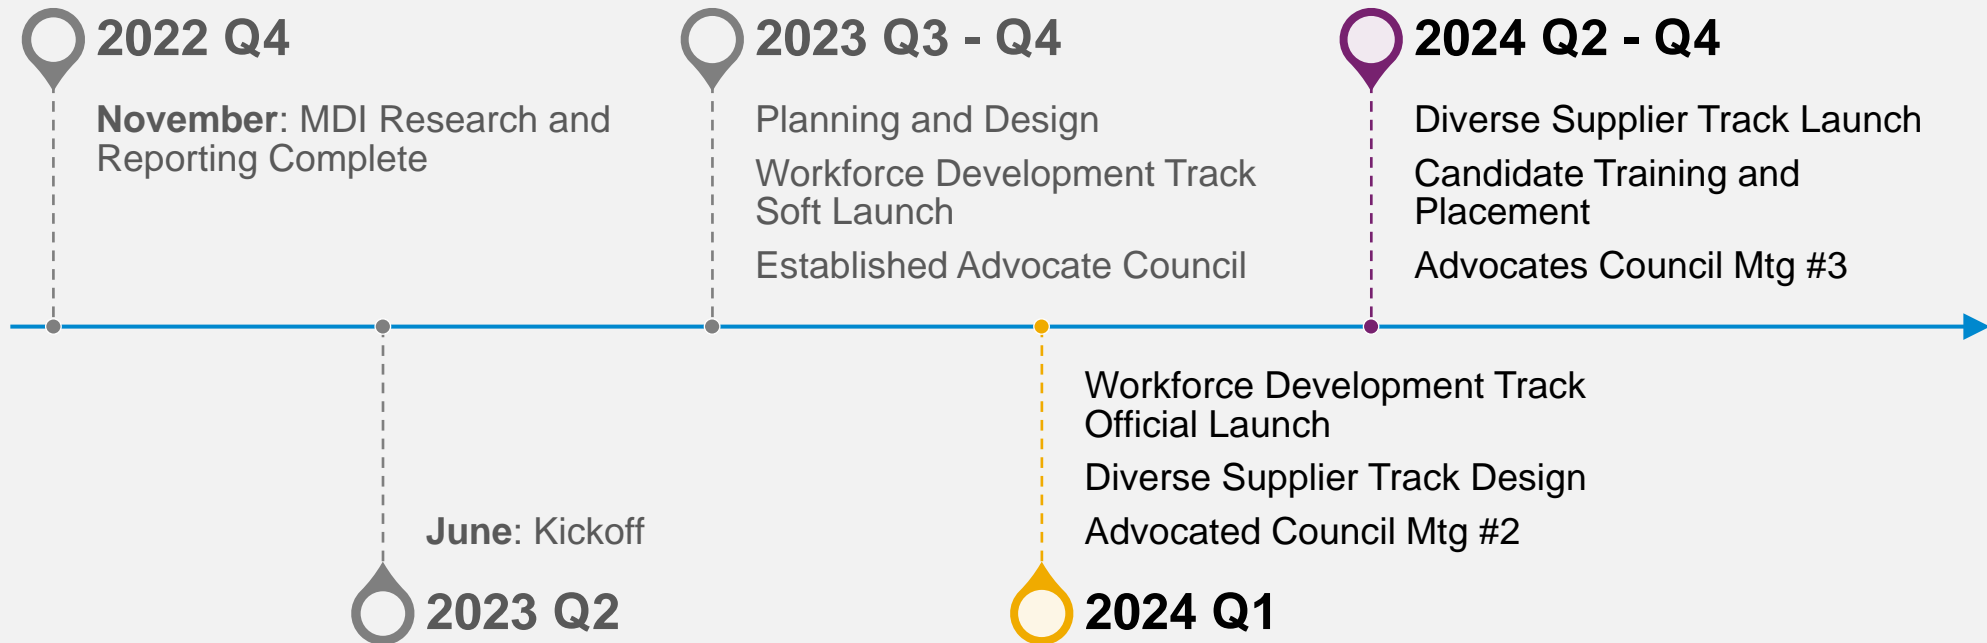 2022 Q4
November: MDI Research and
Reporting Complete
June: Kickoff
2023 Q2
2023 Q3 - Q4
Planning and Design
Workforce Development Track
Soft Launch
Established Advocate Council
Workforce Development Track
Official Launch
Diverse Supplier Track Design
Advocated Council Mtg #2
2024 Q1
2024 Q2 - Q4
Diverse Supplier Track Launch
Candidate Training and
Placement
Advocates Council Mtg #3